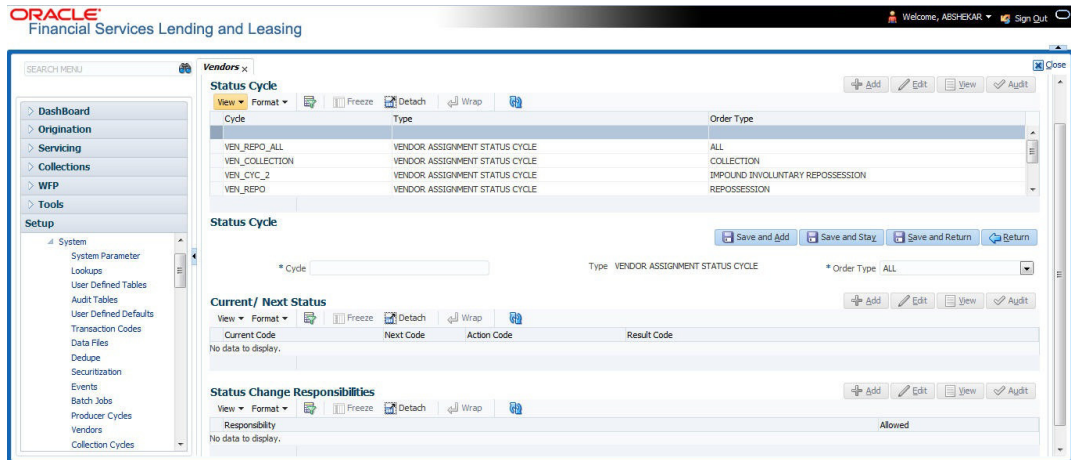 ORACLE
Financial Services Lending and Leasing
Welcome, ABSHEKAR Sign Out
SEARCH MENU
DashBoard
Origination
Servicing
Collections
WFP
Tools
Setup
System
System Parameter
Lookups
User Defined Tables
Audit Tables
User Defined Defaults
Transaction Codes
Data Files
Dedupe
Securitization
Events
Batch Jobs
Producer Cycles
Vendors
Collection Cycles
Vendors x
Close
Status Cycle
Add Edit View Audit
View Format Freeze Detach Wrap
Cycle Type Order Type
VEN_REPO_ALL VENDOR ASSIGNMENT STATUS CYCLE ALL
VEN_COLLECTION VENDOR ASSIGNMENT STATUS CYCLE COLLECTION
VEN_CYC_2 VENDOR ASSIGNMENT STATUS CYCLE IMPOUND INVOLUNTARY REPOSSESSION
VEN_REPO VENDOR ASSIGNMENT STATUS CYCLE REPOSSESSION
Status Cycle
Save and Add Save and Stay Save and Return Return
* Cycle Type VENDOR ASSIGNMENT STATUS CYCLE * Order Type ALL
Current/ Next Status
Add Edit View Audit
View Format Freeze Detach Wrap
Current Code Next Code Action Code Result Code
No data to display.
Status Change Responsibilities
Add Edit View Audit
View Format Freeze Detach Wrap
Responsibility Allowed
No data to display.